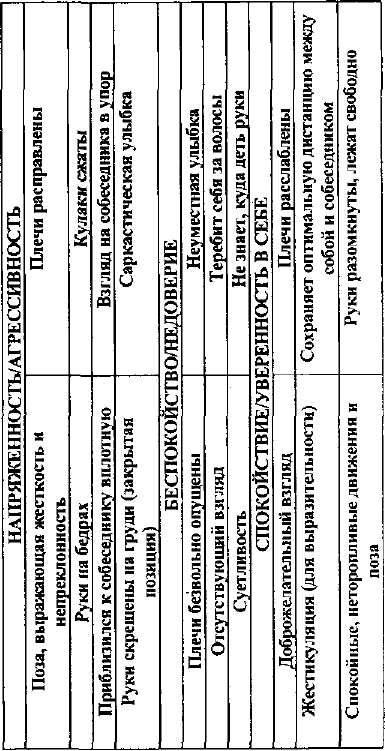 НАПРЯЖЕННОСТЬ/АГРЕССИВНОСТЬ
Поза, выражающая жесткость и
непреклонность
Плечи расправлены
Руки на бедрах
Кулаки сжаты
Приблизился к собеседнику вплотную
Взгляд на собеседника в упор
Руки скрещены на груди (закрытая
позиция)
Саркастическая улыбка
БЕСПОКОЙСТВО/НЕДОВЕРИЕ
Плечи безвольно опущены
Неуместная улыбка
Отсутствующий взгляд
Теребит себя за волосы
Суетливость
Не знает, куда деть руки
СПОКОЙСТВИЕ/УВЕРЕННОСТЬ В СЕБЕ
Доброжелательный взгляд
Плечи расслаблены
Жестикуляция (для выразительности)
Сохраняет оптимальную дистанцию между
собой и собеседником
Спокойные, неторопливые движения и
поза
Руки разомкнуты, лежат свободно